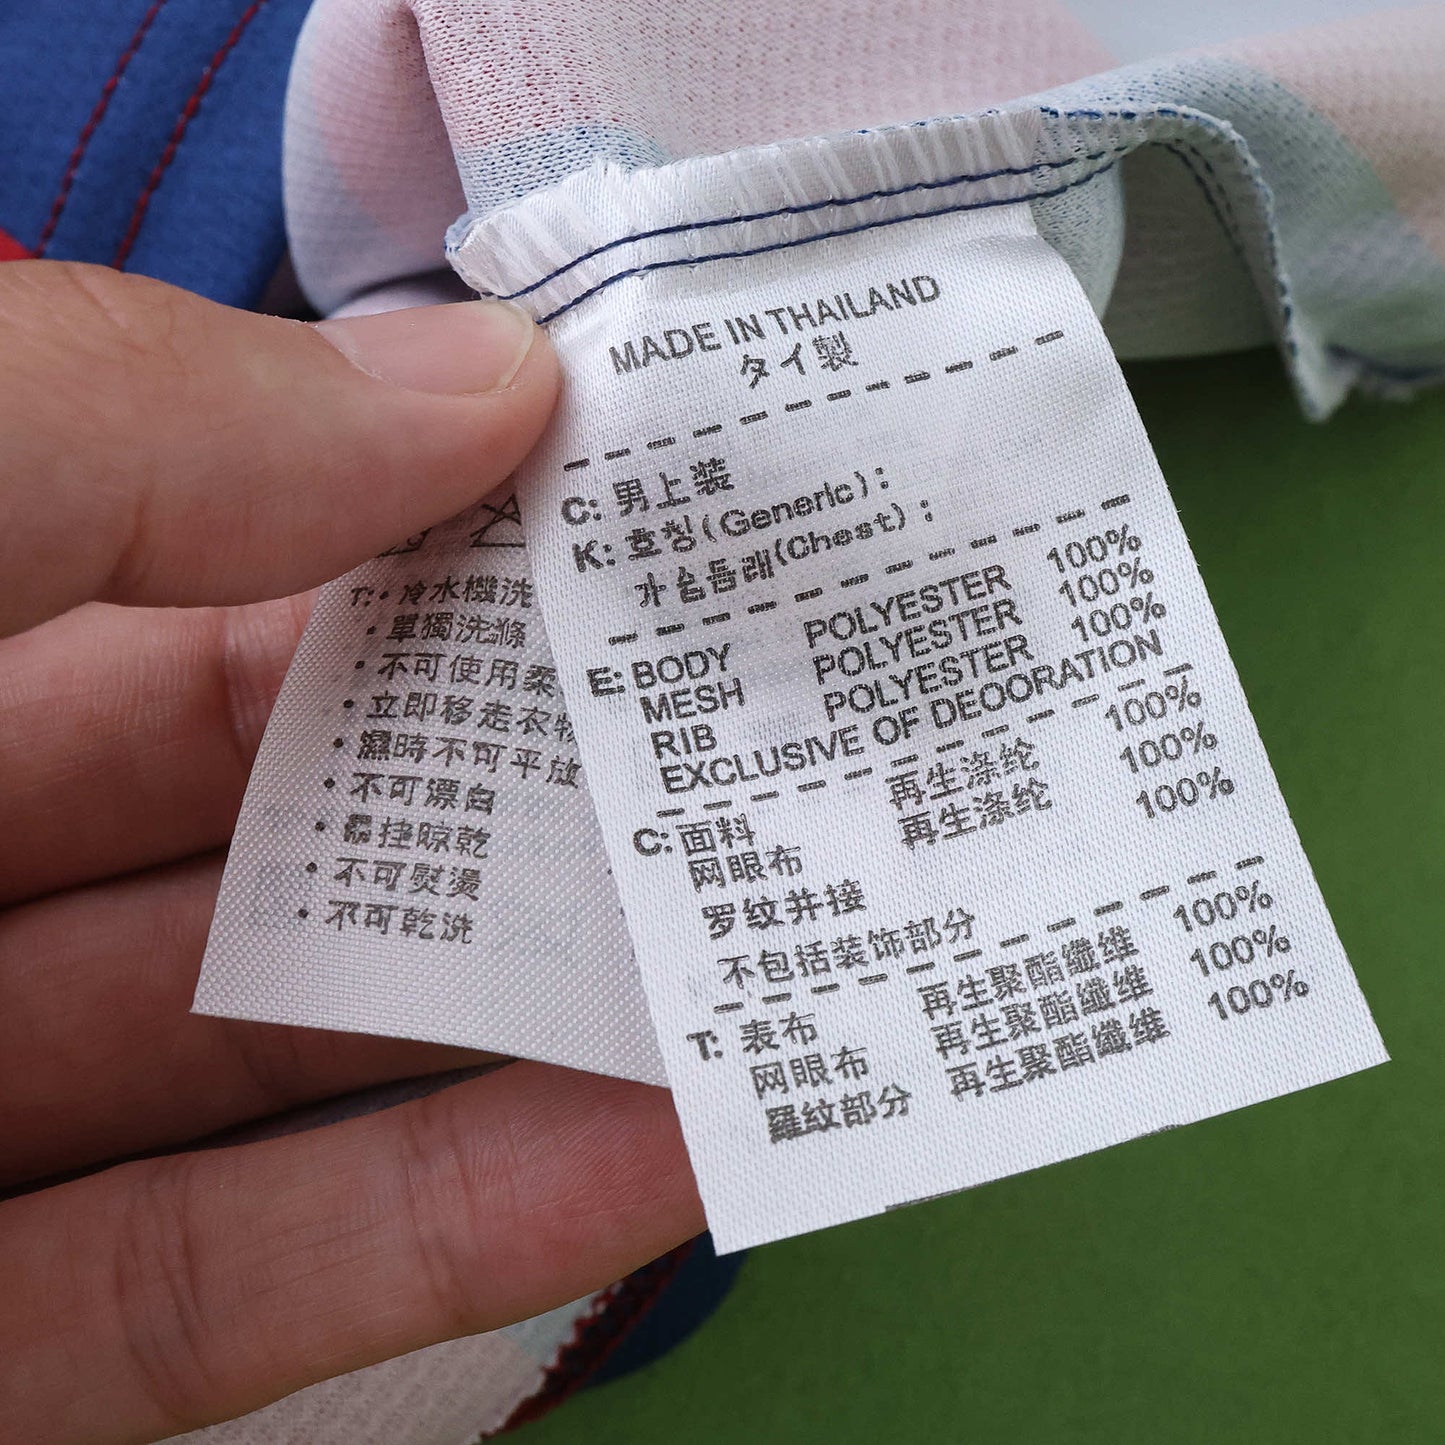 MADE IN THAILAND
タイ製
C: 男上装
K: 호칭(Generic):
가슴둘레(Chest):
E: BODY POLYESTER 100%
MESH POLYESTER 100%
RIB POLYESTER 100%
EXCLUSIVE OF DEOORATION
C: 面料 再生涤纶 100%
网眼布 再生涤纶 100%
罗纹并接 100%
不包括装饰部分
T: 表布 再生聚酯纖维 100%
网眼布 再生聚酯纖维 100%
羅纹部分 再生聚酯纖维 100%
T: • 冷水機洗
• 單獨洗滌
• 不可使用柔
• 立即移走衣物
• 濕時不可平放
• 不可漂白
• 挂晾乾
• 不可熨燙
• 不可乾洗